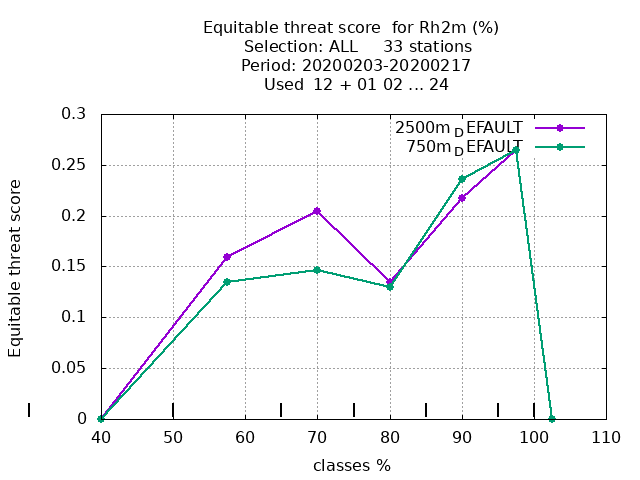 Equitable threat score  for Rh2m (%)
Selection: ALL     33 stations
Period: 20200203-20200217
Used  12 + 01 02 ... 24
2500m_DEFAULT
750m_DEFAULT
0.3
0.25
0.2
0.15
0.1
0.05
0
Equitable threat score
40 50 60 70 80 90 100 110
classes %